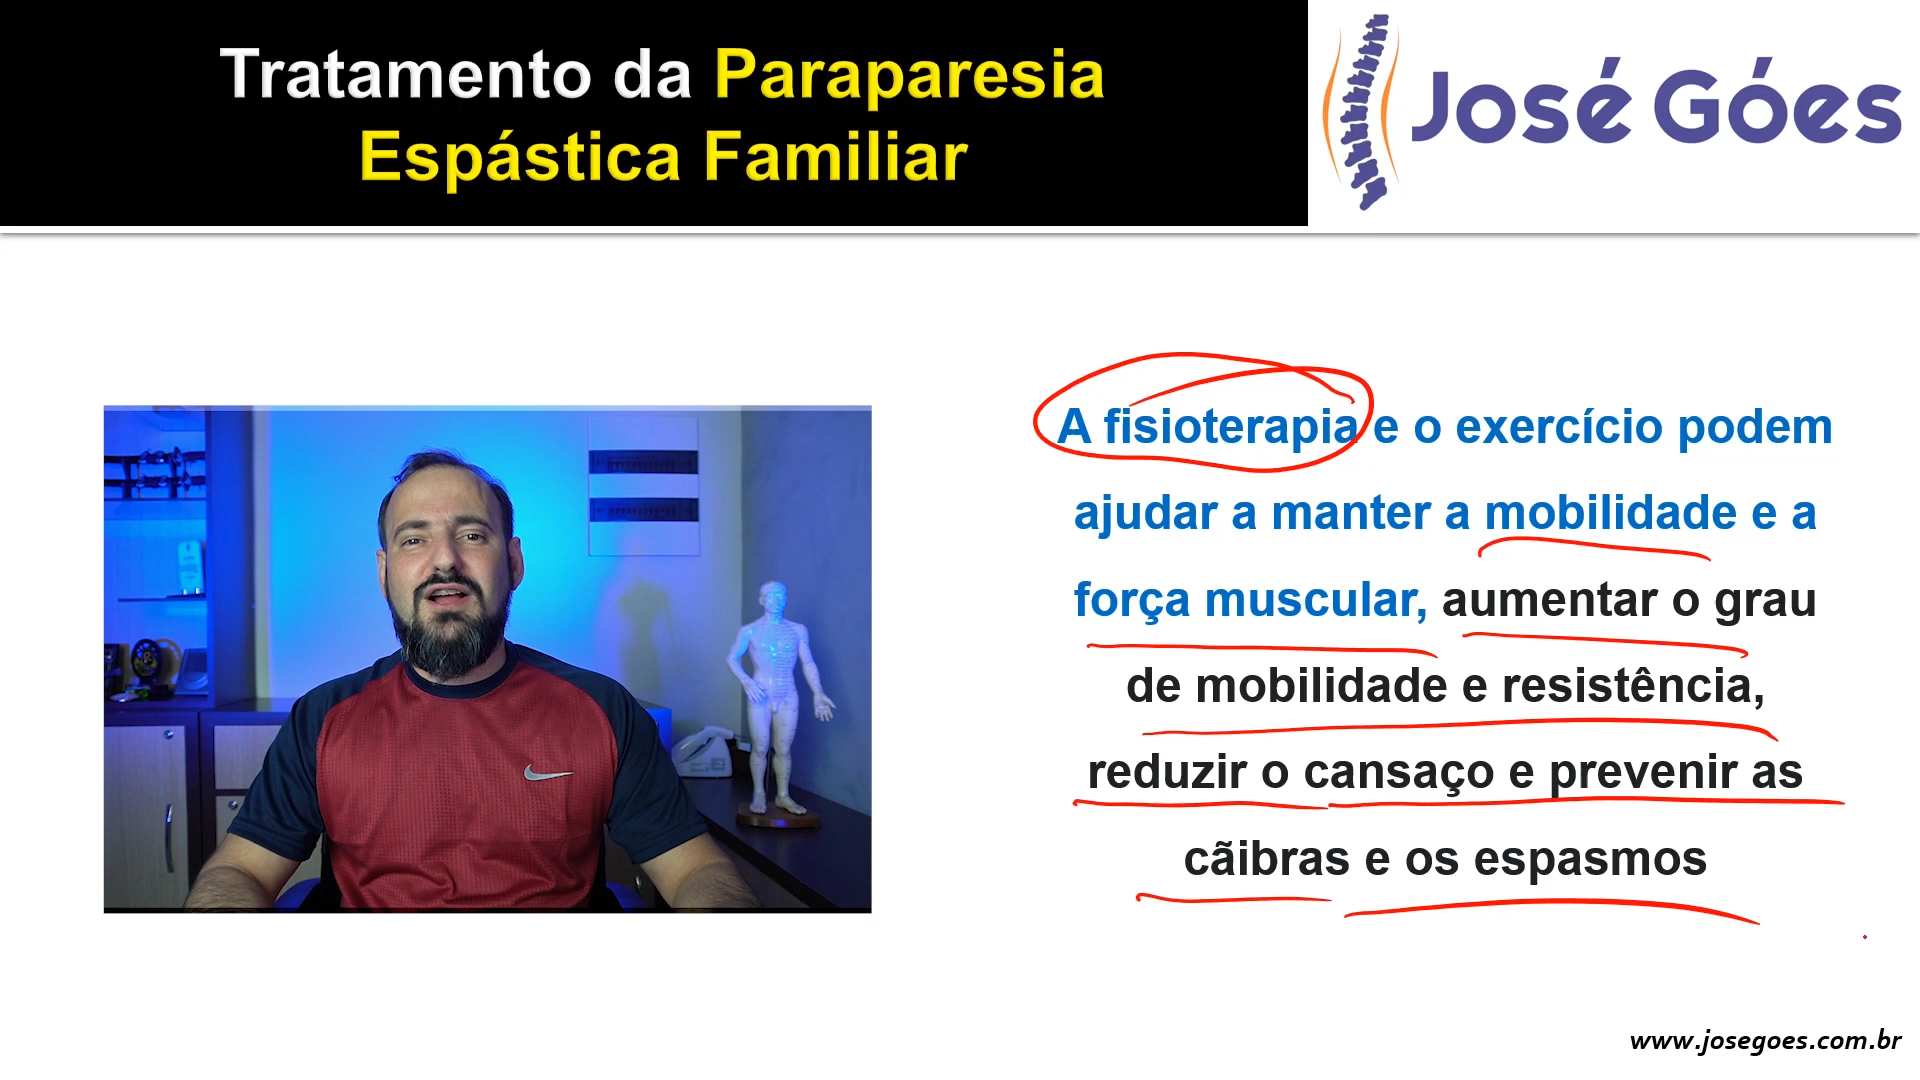 Tratamento da Paraparesia
Espástica Familiar
José Góes
A fisioterapia e o exercício podem
ajudar a manter a mobilidade e a
força muscular, aumentar o grau
de mobilidade e resistência,
reduzir o cansaço e prevenir as
cãibras e os espasmos
www.josegoes.com.br